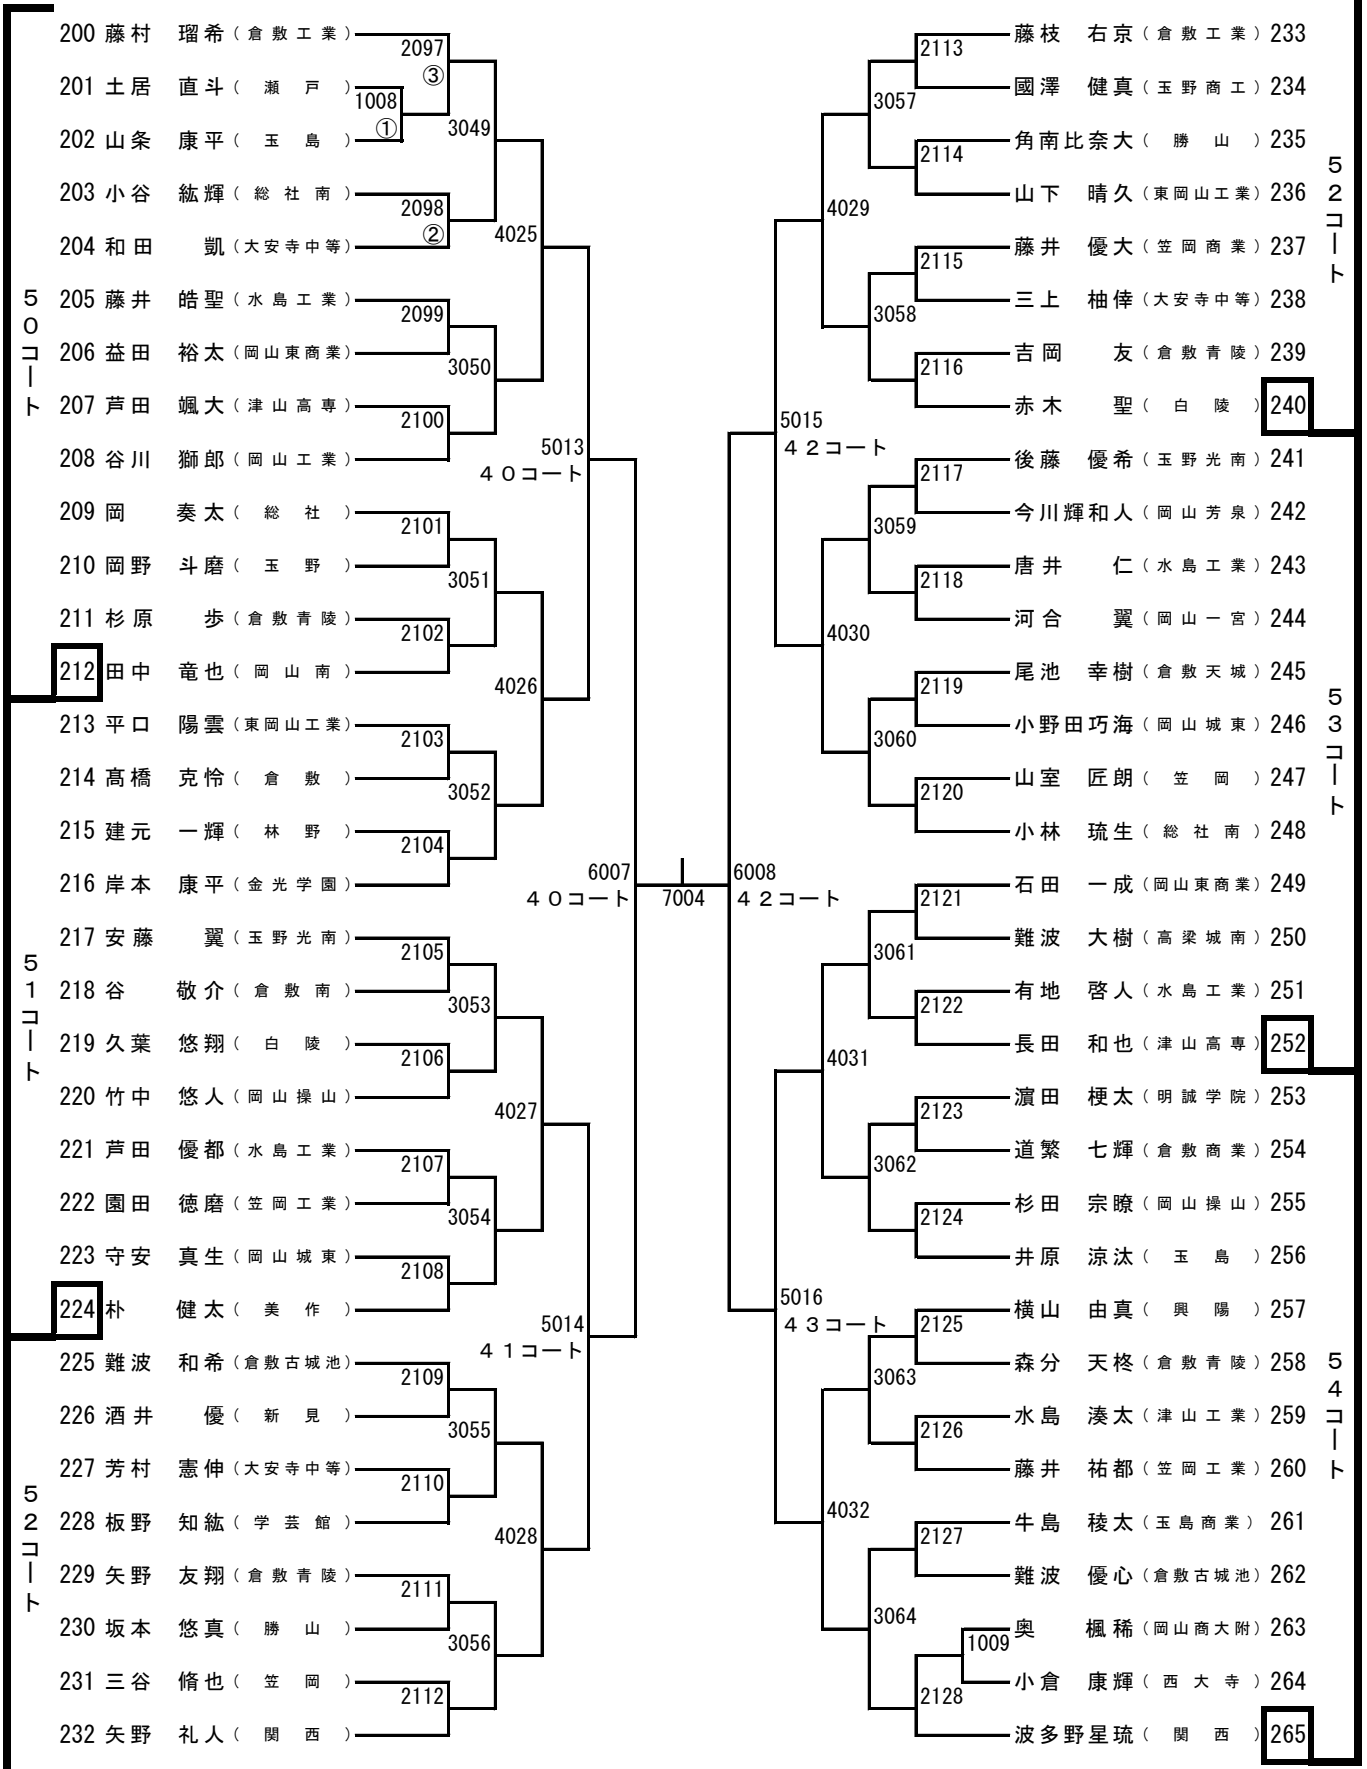 200 藤村 瑠希 (倉敷工業)
201 土居 直斗 (瀬戸)
202 山条 康平 (玉島)
203 小谷 紘輝 (総社南)
204 和田 凱 (大安寺中等)
205 藤井 皓聖 (水島工業)
206 益田 裕太 (岡山東商業)
207 芦田 颯大 (津山高専)
208 谷川 獅郎 (岡山工業)
209 岡 奏太 (総社)
210 岡野 斗磨 (玉野)
211 杉原 歩 (倉敷青陵)
212 田中 竜也 (岡山南)
213 平口 陽雲 (東岡山工業)
214 髙橋 克怜 (倉敷)
215 建元 一輝 (林野)
216 岸本 康平 (金光学園)
217 安藤 翼 (玉野光南)
218 谷 敬介 (倉敷南)
219 久葉 悠翔 (白陵)
220 竹中 悠人 (岡山操山)
221 芦田 優都 (水島工業)
222 園田 徳磨 (笠岡工業)
223 守安 真生 (岡山城東)
224 朴 健太 (美作)
225 難波 和希 (倉敷古城池)
226 酒井 優 (新見)
227 芳村 憲伸 (大安寺中等)
228 板野 知紘 (学芸館)
229 矢野 友翔 (倉敷青陵)
230 坂本 悠真 (勝山)
231 三谷 脩也 (笠岡)
232 矢野 礼人 (関西)
50コート
51コート
52コート
1008
①
2097
③
2098
②
2099
2100
2101
2102
2103
2104
2105
2106
2107
2108
2109
2110
2111
2112
3049
3050
3051
3052
3053
3054
3055
3056
4025
4026
4027
4028
5013
40コート
5014
41コート
6007
40コート
7004
6008
42コート
5015
42コート
5016
43コート
4029
4030
4031
4032
3057
3058
3059
3060
3061
3062
3063
3064
2113
2114
2115
2116
2117
2118
2119
2120
2121
2122
2123
2124
2125
2126
2127
2128
1009
藤枝 右京 (倉敷工業) 233
國澤 健真 (玉野商工) 234
角南比奈大 (勝山) 235
山下 晴久 (東岡山工業) 236
藤井 優大 (笠岡商業) 237
三上 柚倖 (大安寺中等) 238
吉岡 友 (倉敷青陵) 239
赤木 聖 (白陵) 240
後藤 優希 (玉野光南) 241
今川輝和人 (岡山芳泉) 242
唐井 仁 (水島工業) 243
河合 翼 (岡山一宮) 244
尾池 幸樹 (倉敷天城) 245
小野田巧海 (岡山城東) 246
山室 匠朗 (笠岡) 247
小林 琉生 (総社南) 248
石田 一成 (岡山東商業) 249
難波 大樹 (高梁城南) 250
有地 啓人 (水島工業) 251
長田 和也 (津山高専) 252
濵田 梗太 (明誠学院) 253
道繁 七輝 (倉敷商業) 254
杉田 宗瞭 (岡山操山) 255
井原 涼汰 (玉島) 256
横山 由真 (興陽) 257
森分 天柊 (倉敷青陵) 258
水島 湊太 (津山工業) 259
藤井 祐都 (笠岡工業) 260
牛島 稜太 (玉島商業) 261
難波 優心 (倉敷古城池) 262
奥 楓稀 (岡山商大附) 263
小倉 康輝 (西大寺) 264
波多野星琉 (関西) 265
52コート
53コート
54コート